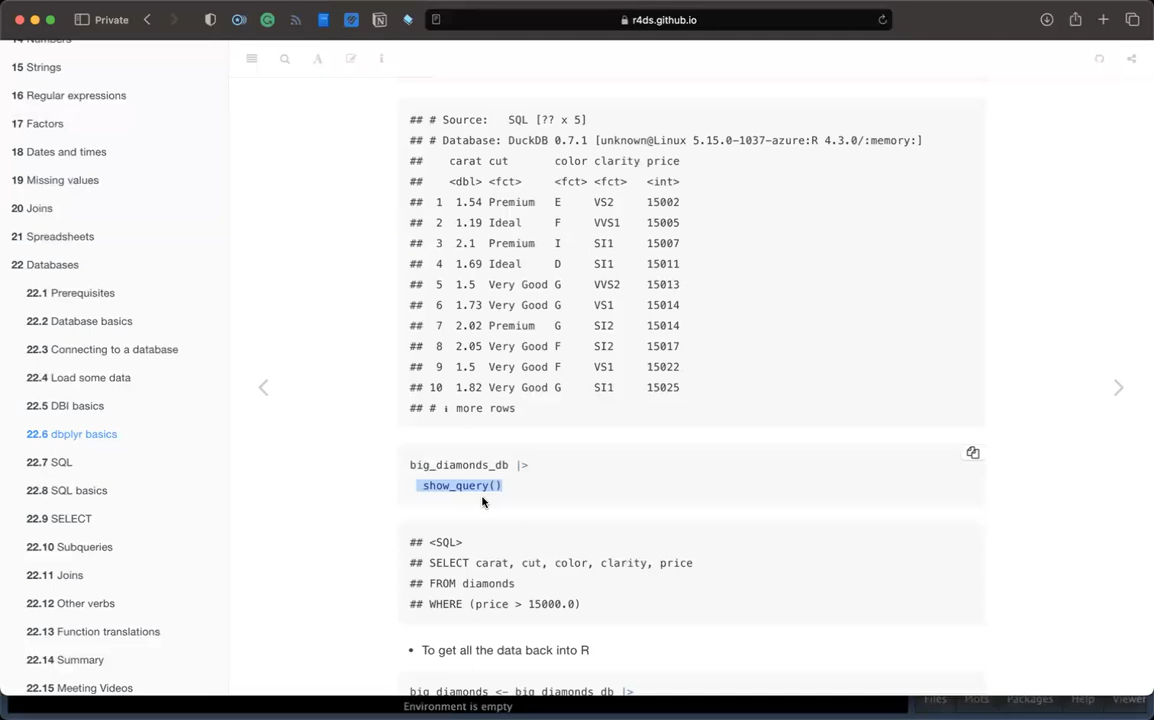 Private
r4ds.github.io
14 Numbers
15 Strings
16 Regular expressions
17 Factors
18 Dates and times
19 Missing values
20 Joins
21 Spreadsheets
22 Databases
22.1 Prerequisites
22.2 Database basics
22.3 Connecting to a database
22.4 Load some data
22.5 DBI basics
22.6 dbplyr basics
22.7 SQL
22.8 SQL basics
22.9 SELECT
22.10 Subqueries
22.11 Joins
22.12 Other verbs
22.13 Function translations
22.14 Summary
22.15 Meeting Videos
## # Source:   SQL [?? x 5]
## # Database: DuckDB 0.7.1 [unknown@Linux 5.15.0-1037-azure:R 4.3.0/:memory:]
##    carat cut       color clarity price
##    <dbl> <fct>     <fct> <fct>   <int>
##  1  1.54 Premium   E     VS2     15002
##  2  1.19 Ideal     F     VVS1    15005
##  3  2.1  Premium   I     SI1     15007
##  4  1.69 Ideal     D     SI1     15011
##  5  1.5  Very Good G     VVS2    15013
##  6  1.73 Very Good G     VS1     15014
##  7  2.02 Premium   G     SI2     15014
##  8  2.05 Very Good F     SI2     15017
##  9  1.5  Very Good F     VS1     15022
## 10  1.82 Very Good G     SI1     15025
## # ℹ more rows
big_diamonds_db |>
show_query()
## <SQL>
## SELECT carat, cut, color, clarity, price
## FROM diamonds
## WHERE (price > 15000.0)
• To get all the data back into R
big_diamonds <- big_diamonds_db |>
Environment is empty
Files Plots Packages Help Viewer